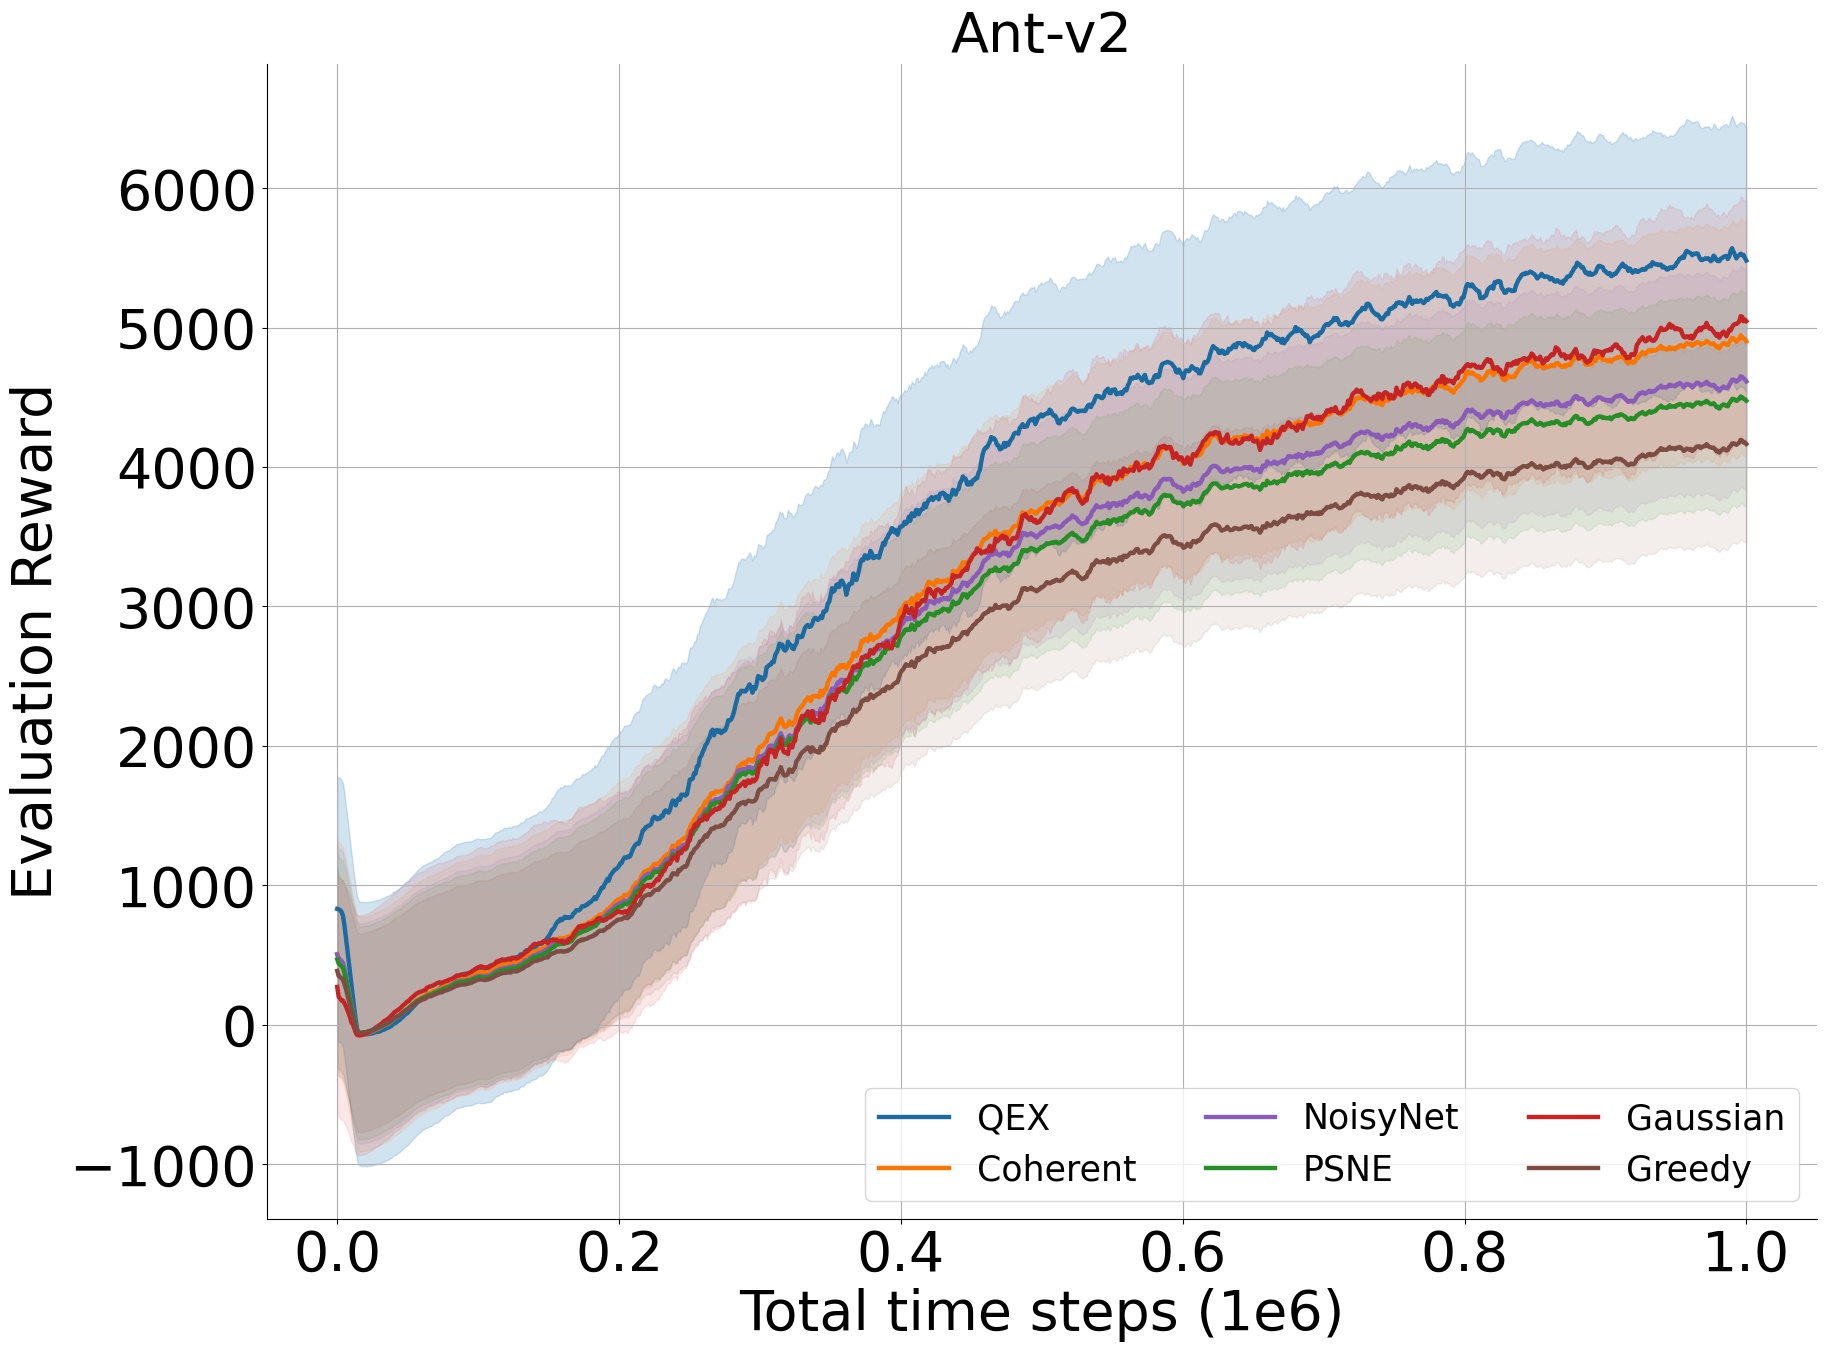 Ant-v2
Evaluation Reward
6000
5000
4000
3000
2000
1000
0
−1000
QEX
NoisyNet
Gaussian
Coherent
PSNE
Greedy
0.0 0.2 0.4 0.6 0.8 1.0
Total time steps (1e6)